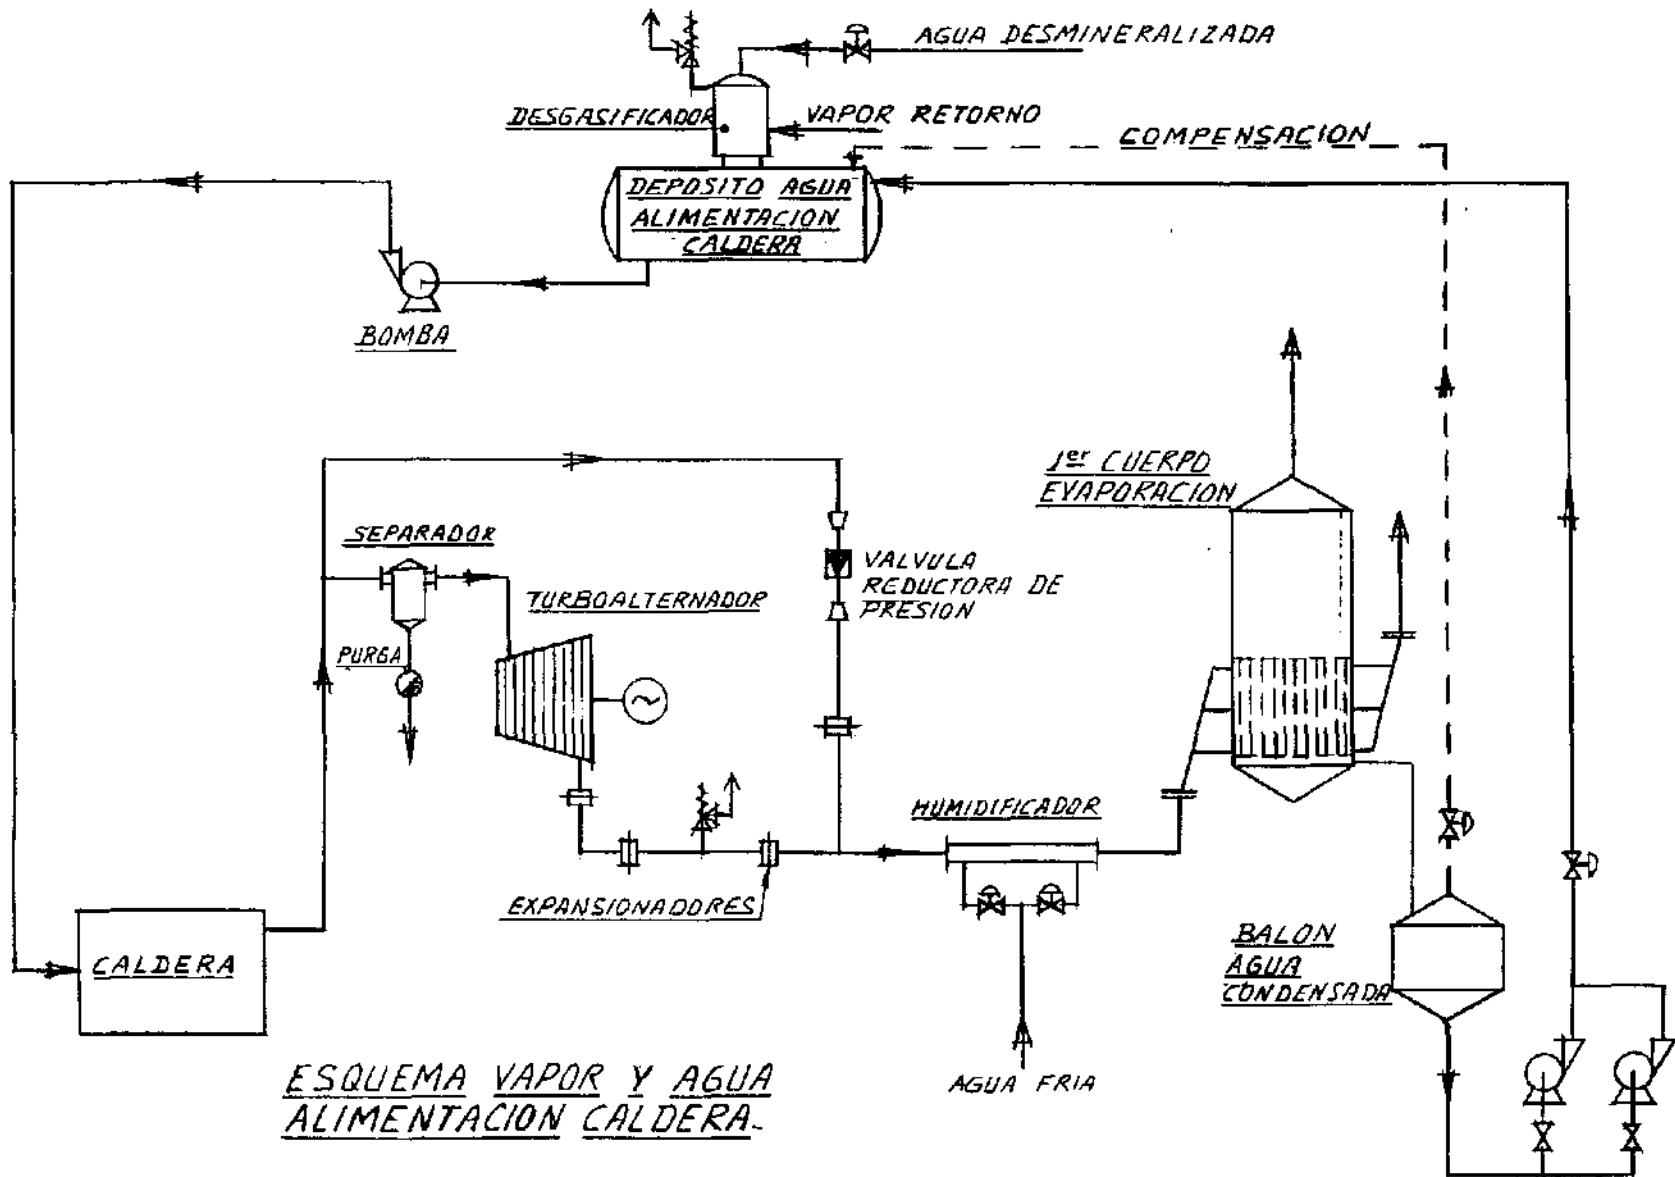 AGUA DESMINERALIZADA
DESGASIFICADOR
VAPOR RETORNO
COMPENSACION
DEPOSITO AGUA
ALIMENTACION
CALDERA
BOMBA
1er CUERPO
EVAPORACION
SEPARADOR
VALVULA
REDUCTORA DE
PRESION
TURBOALTERNADOR
PURGA
HUMIDIFICADOR
EXPANSIONADORES
CALDERA
BALON
AGUA
CONDENSADA
AGUA FRIA
ESQUEMA VAPOR Y AGUA
ALIMENTACION CALDERA-